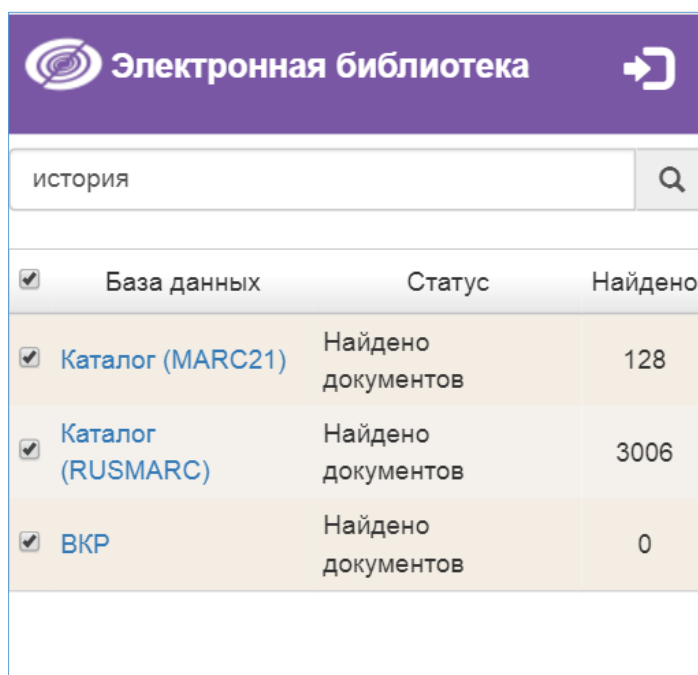 Электронная библиотека
история
База данных Статус Найдено
Каталог (MARC21) Найдено документов 128
Каталог (RUSMARC) Найдено документов 3006
ВКР Найдено документов 0